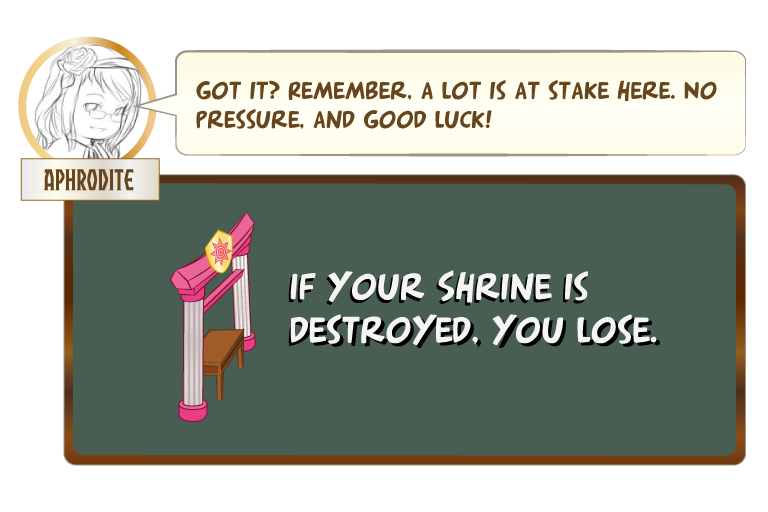 GOT IT? REMEMBER, A LOT IS AT STAKE HERE. NO
PRESSURE, AND GOOD LUCK!
APHRODITE
IF YOUR SHRINE IS
DESTROYED, YOU LOSE.